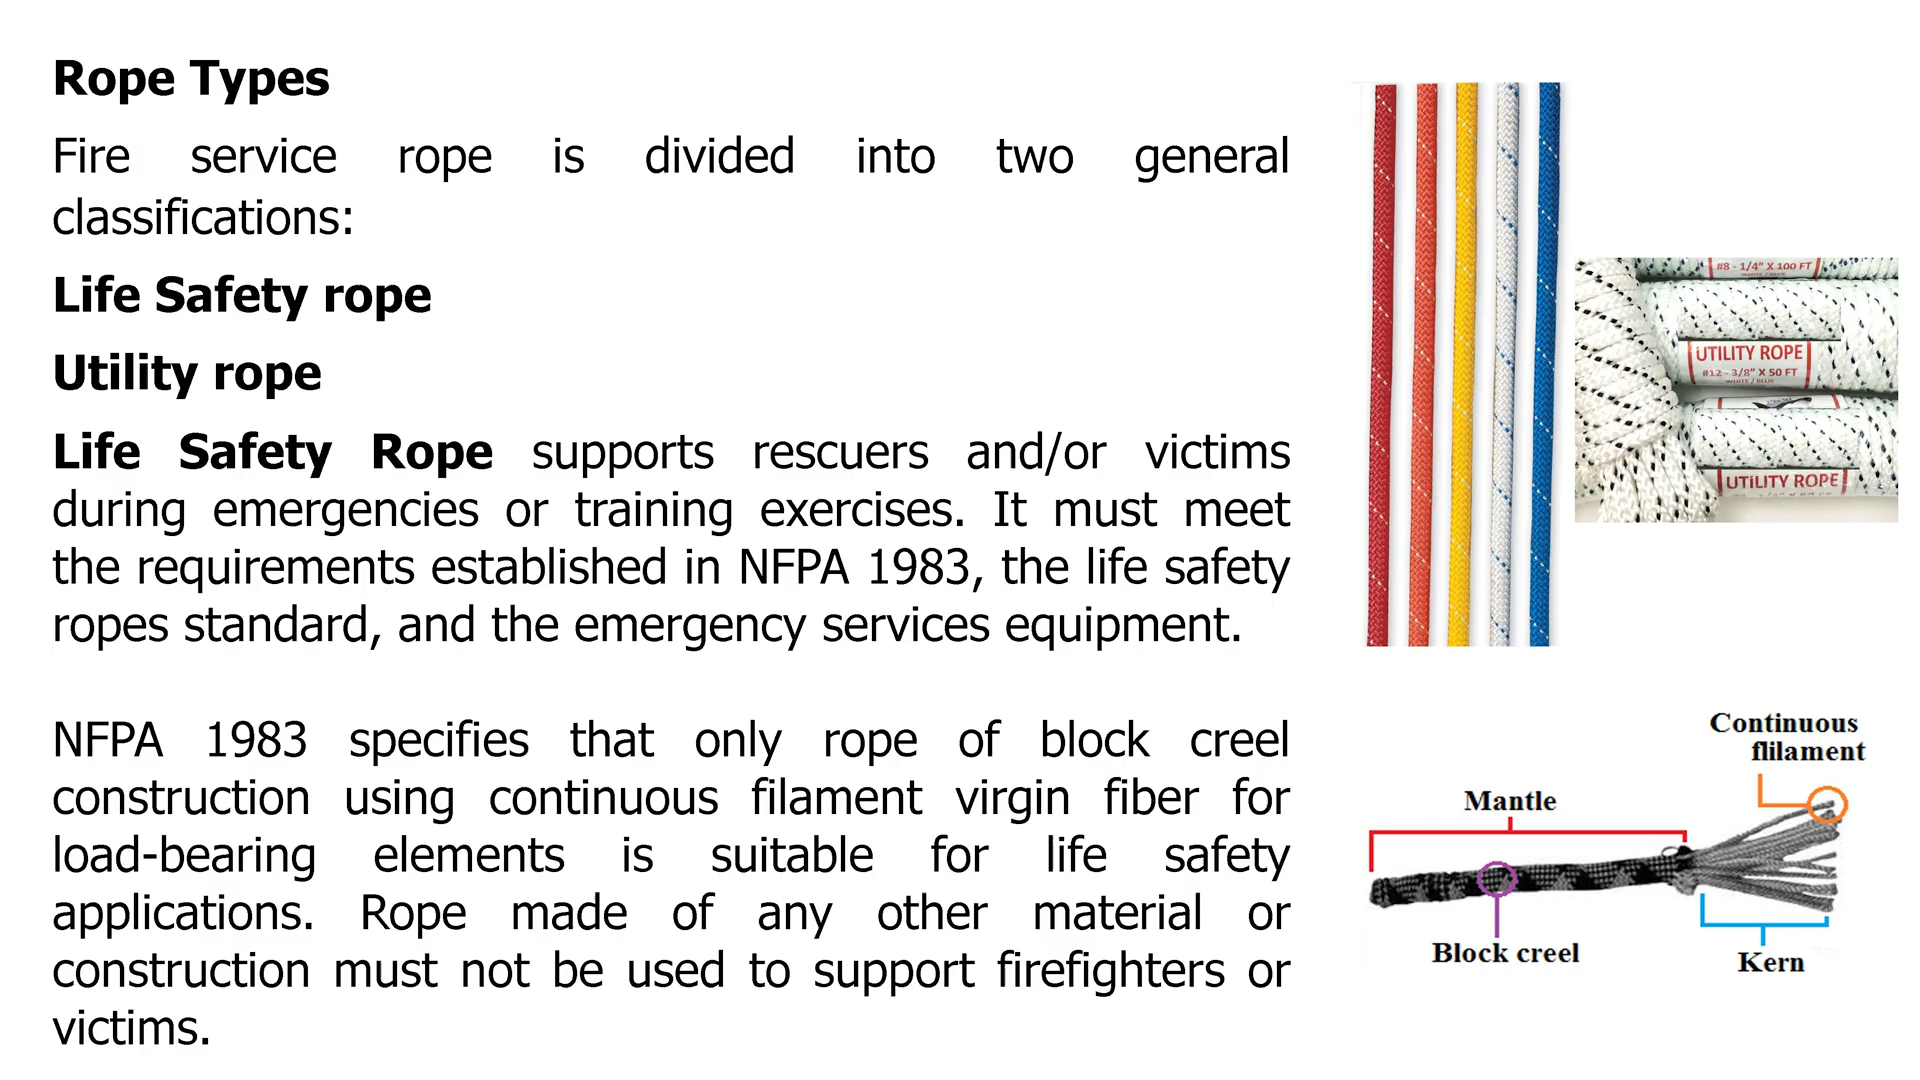 Rope Types
Fire service rope is divided into two general
classifications:
Life Safety rope
Utility rope
Life Safety Rope supports rescuers and/or victims
during emergencies or training exercises. It must meet
the requirements established in NFPA 1983, the life safety
ropes standard, and the emergency services equipment.
NFPA 1983 specifies that only rope of block creel
construction using continuous filament virgin fiber for
load-bearing elements is suitable for life safety
applications. Rope made of any other material or
construction must not be used to support firefighters or
victims.
#8 - 1/4" X 100 FT
WHITE / BLUE
UTILITY ROPE
#12 - 3/8" X 50 FT
WHITE / BLUE
UTILITY ROPE
Continuous
flilament
Mantle
Block creel
Kern